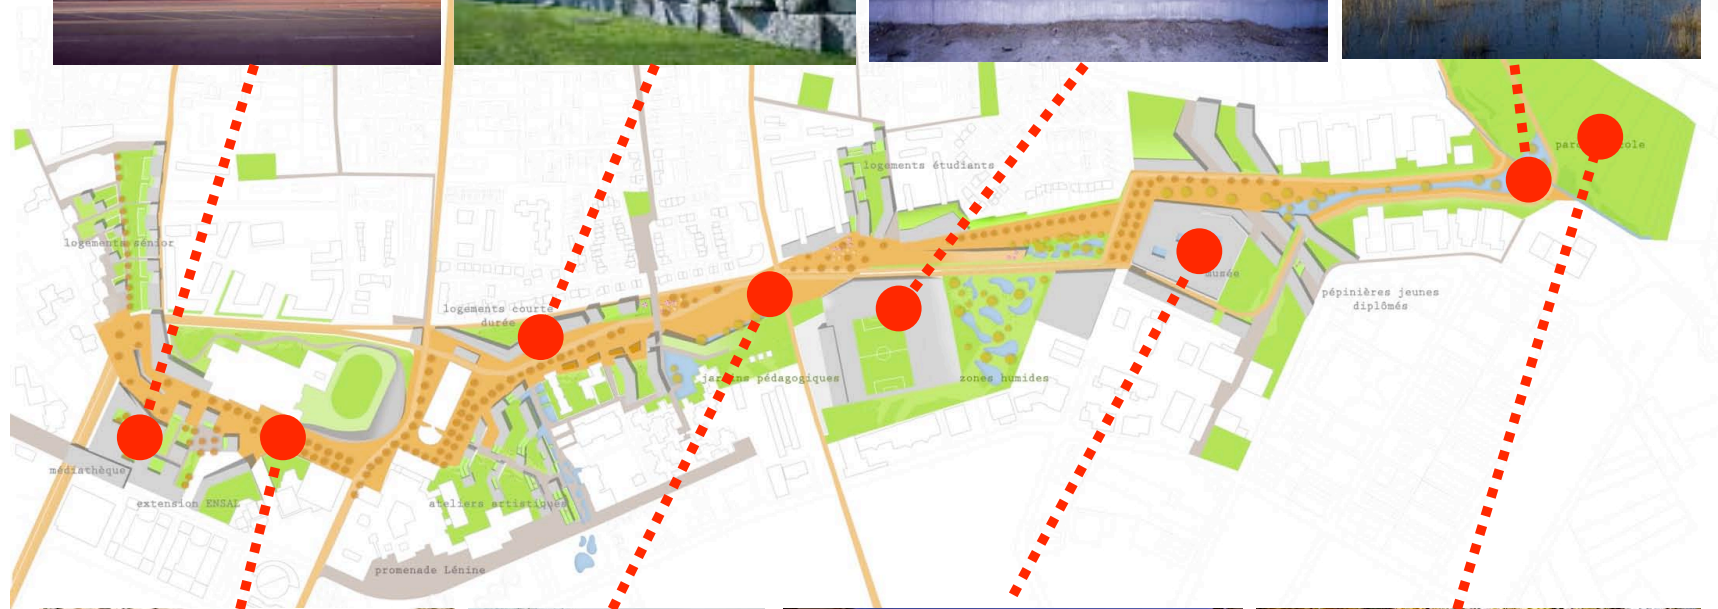 logements étudiants
logements sénior
pépinières jeunes
diplômés
logements courte
durée
jardins pédagogiques
zones humides
médiathèque
extension ENSAL
ateliers artistiques
promenade Lénine